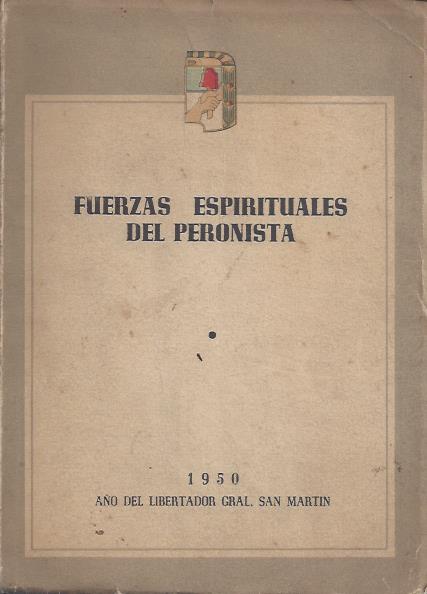 FUERZAS ESPIRITUALES
DEL PERONISTA
1950
AÑO DEL LIBERTADOR GRAL. SAN MARTIN